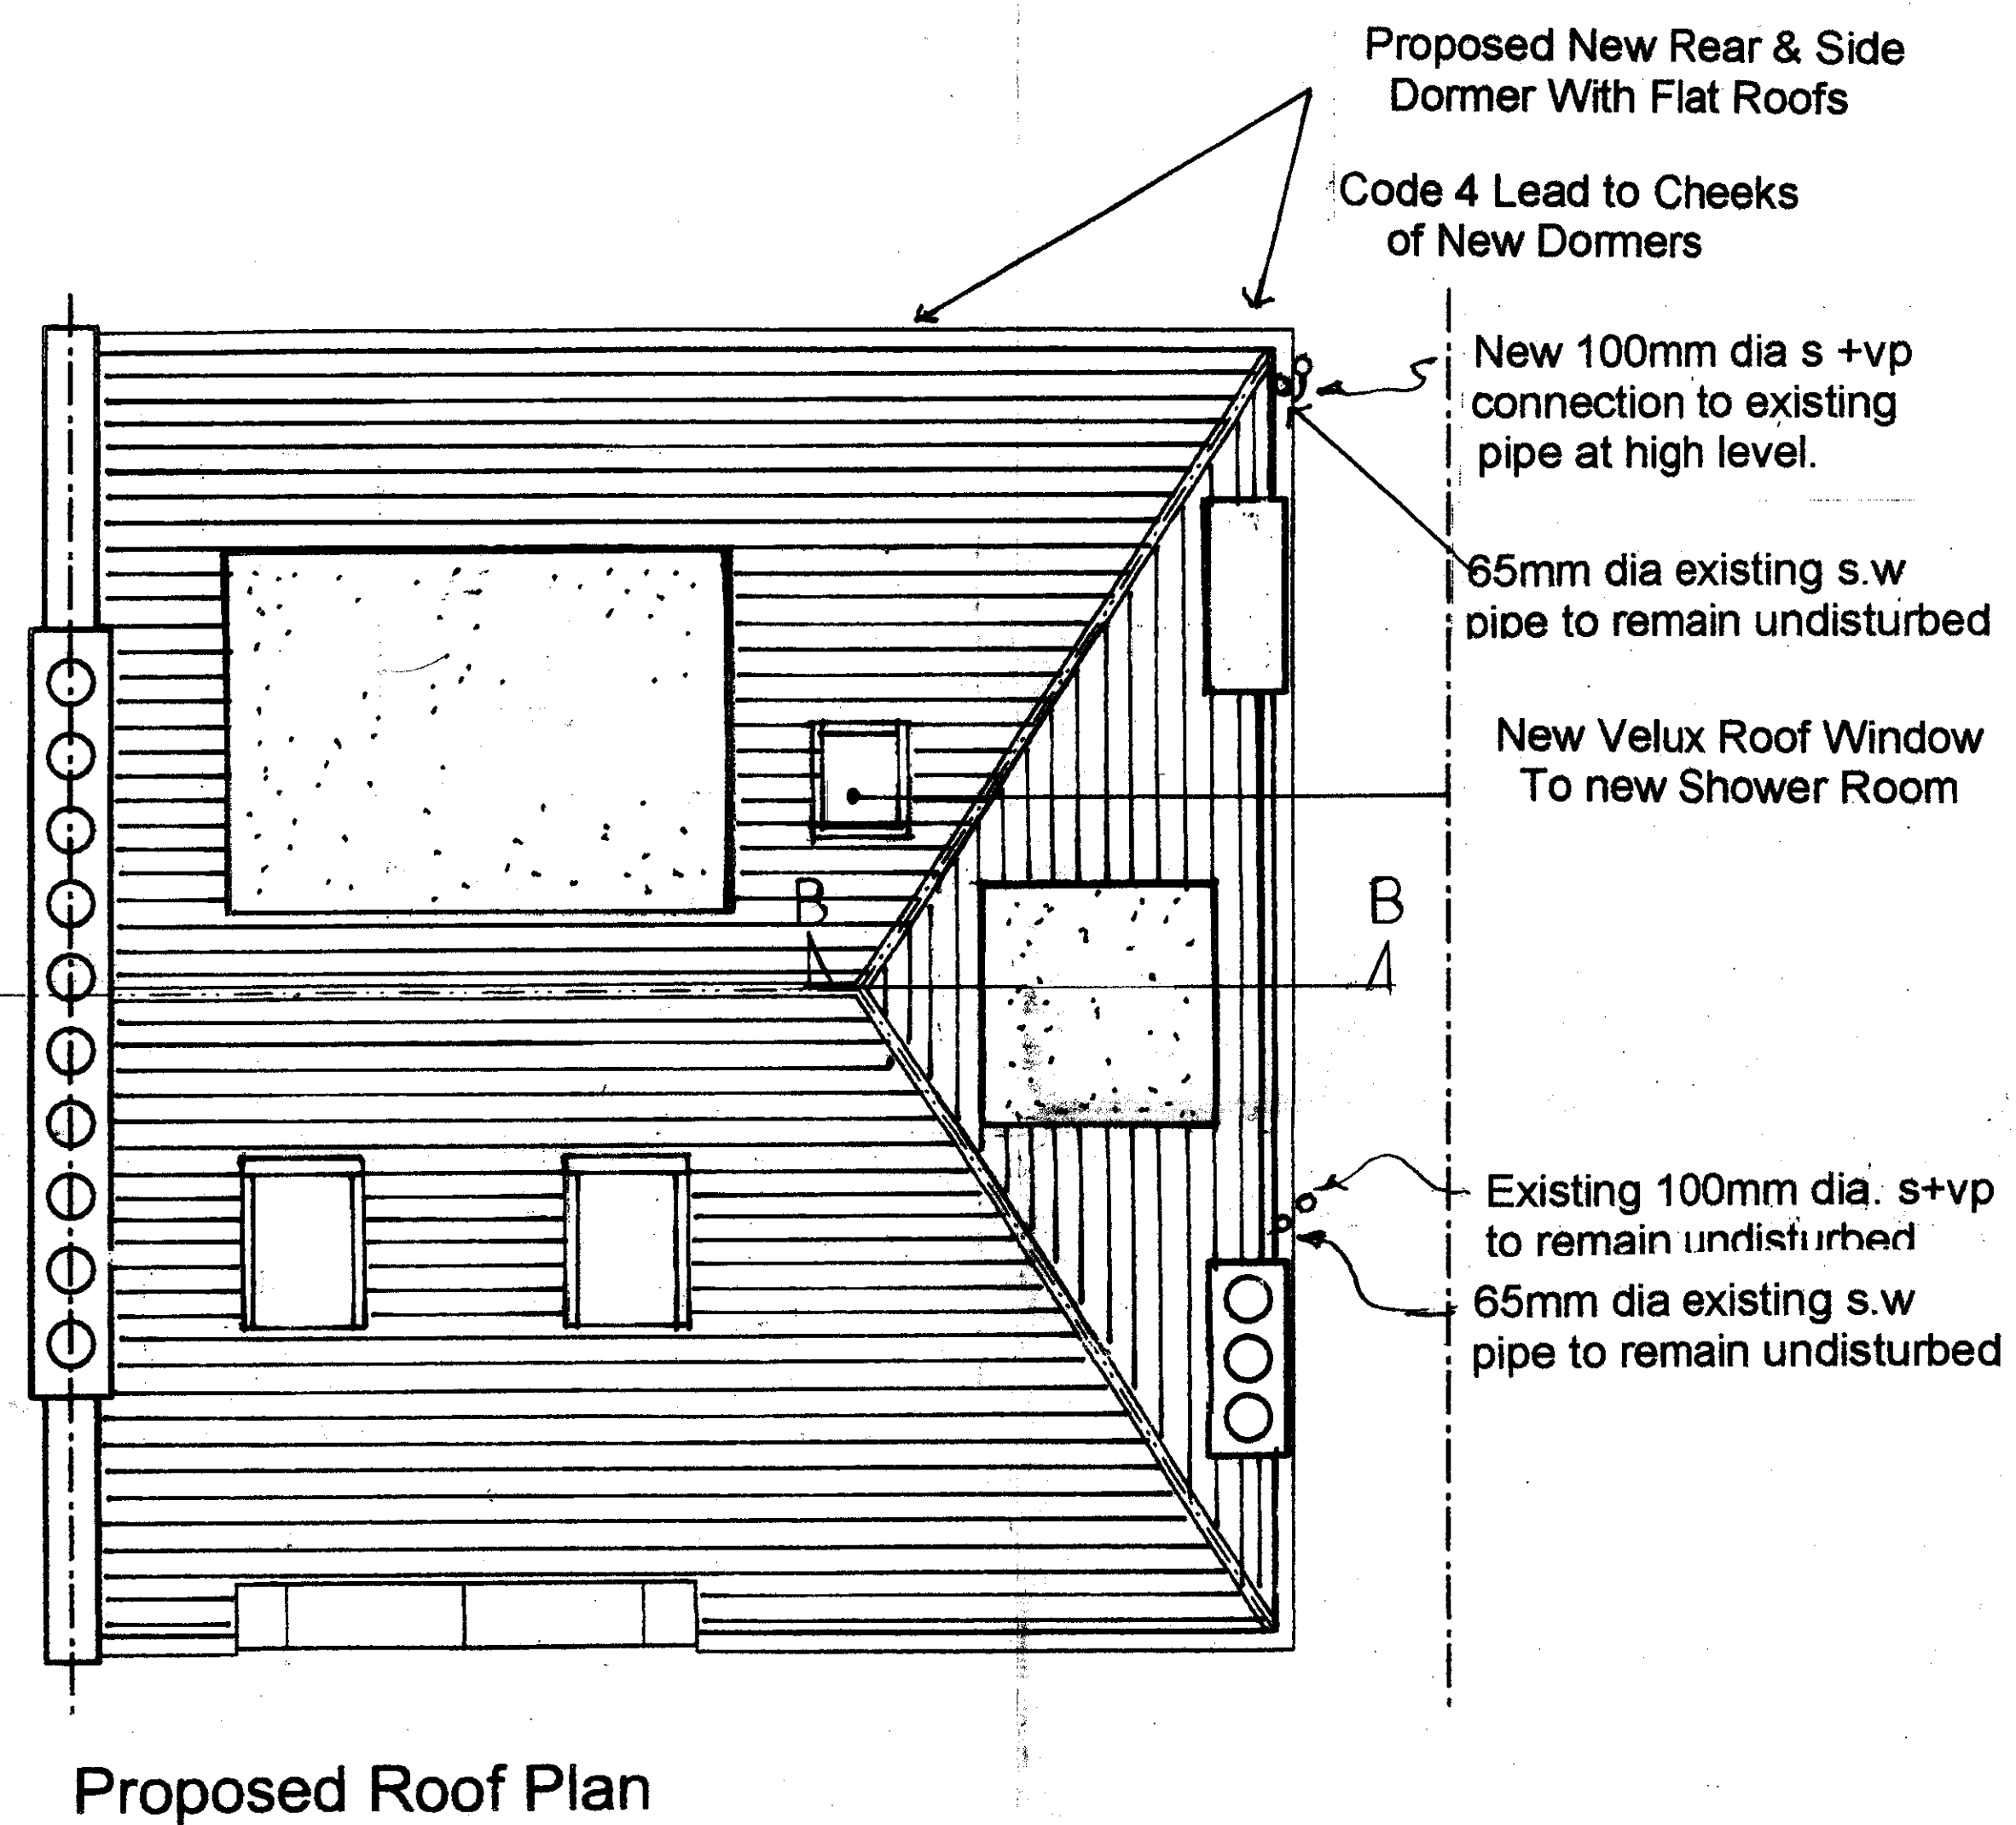 Proposed New Rear & Side
Dormer With Flat Roofs
Code 4 Lead to Cheeks
of New Dormers
New 100mm dia s +vp
connection to existing
pipe at high level.
65mm dia existing s.w
pipe to remain undisturbed
New Velux Roof Window
To new Shower Room
B
B
Existing 100mm dia. s+vp
to remain undisturbed
65mm dia existing s.w
pipe to remain undisturbed
Proposed Roof Plan